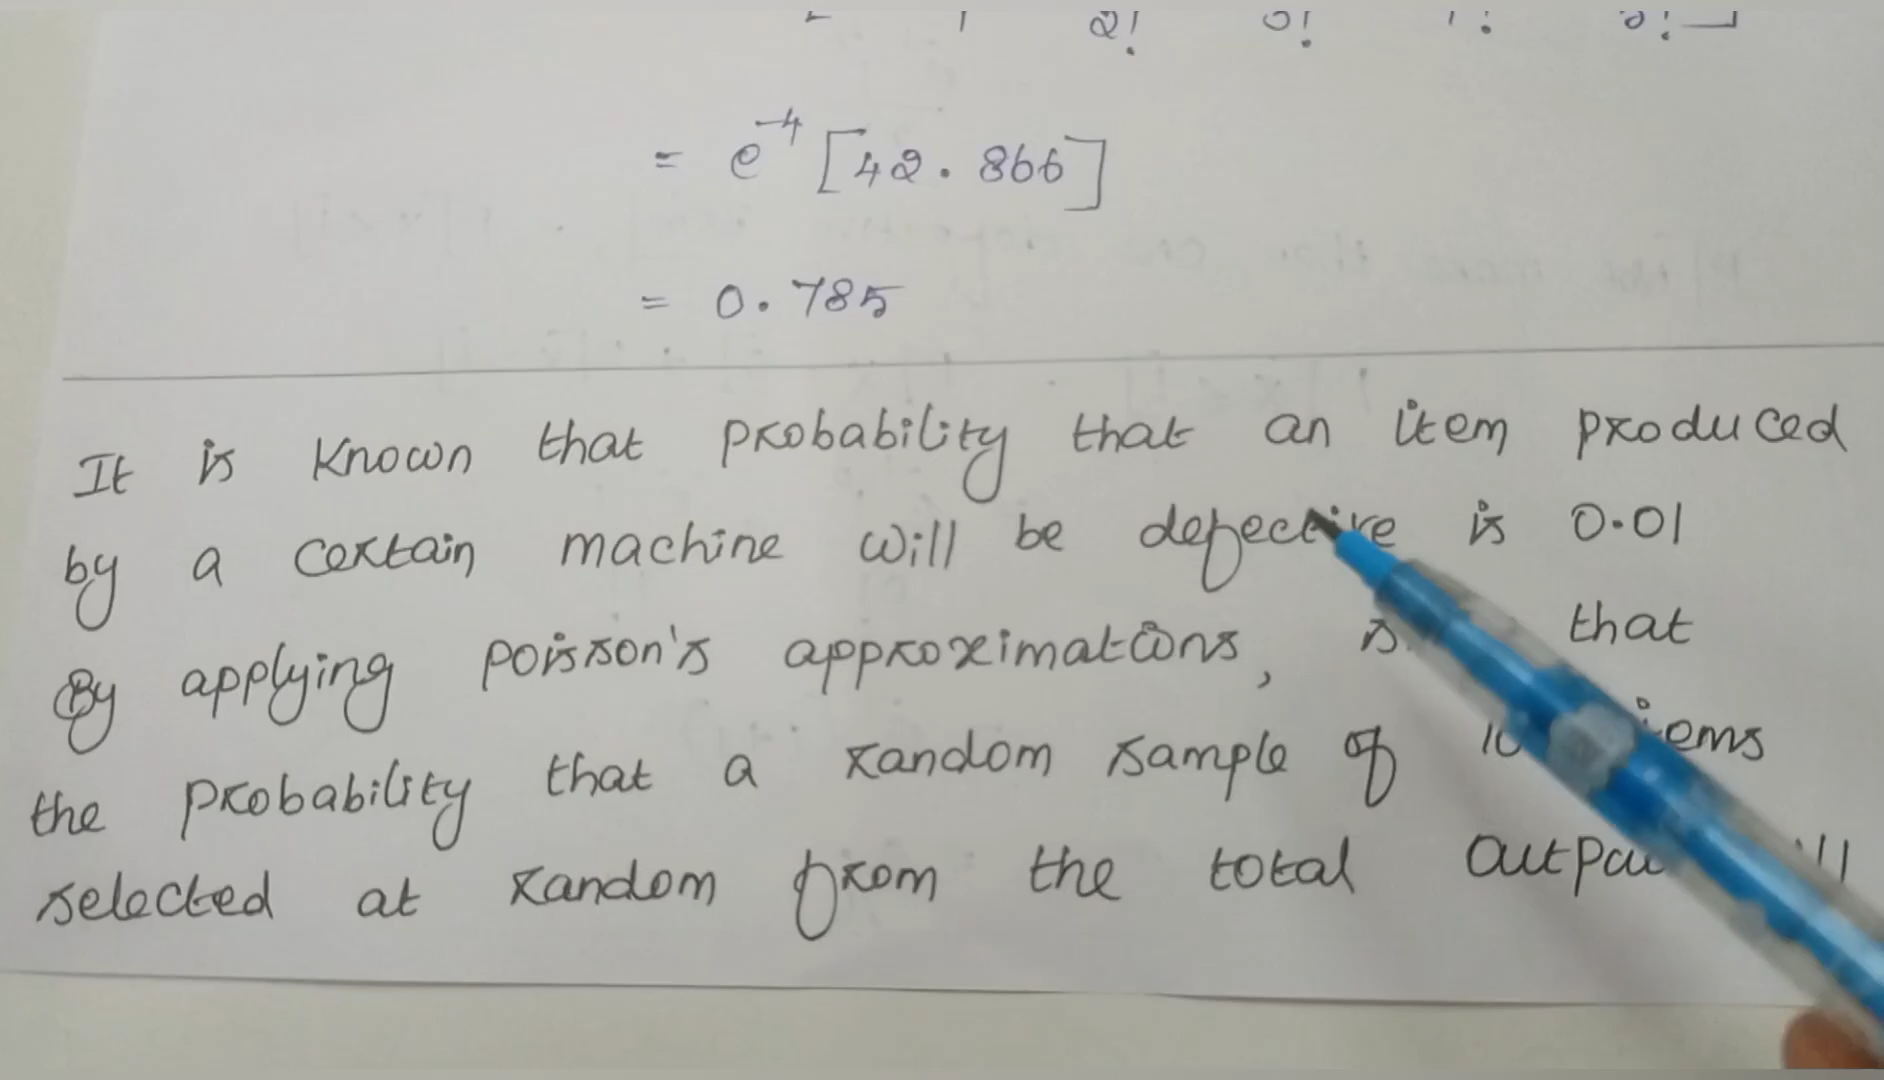 2!
= e^-4 [42.866]
= 0.785
It is known that probability that an item produced
by a certain machine will be defective is 0.01
By applying poisson's approximations, that
the probability that a random sample of
selected at random from the total